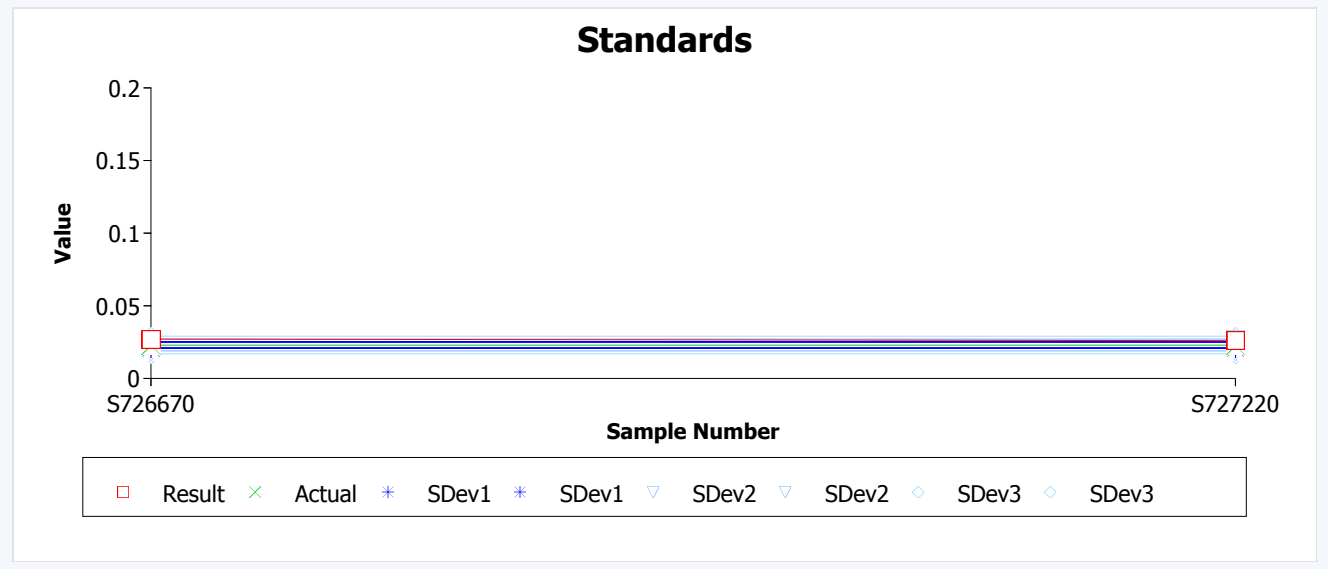 Standards
0.2
0.15
0.1
0.05
0
Value
S726670 S727220
Sample Number
Result Actual SDev1 SDev1 SDev2 SDev2 SDev3 SDev3